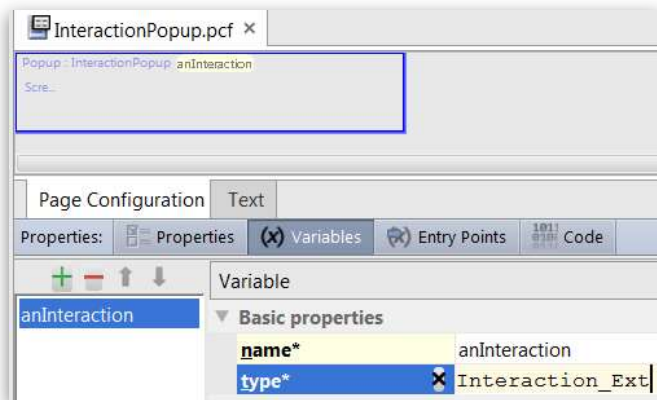 InteractionPopup.pcf ×
Popup : InteractionPopup anInteraction
Scre..
Page Configuration Text
Properties: Properties (x) Variables (x) Entry Points Code
Variable
anInteraction
Basic properties
name* anInteraction
type* Interaction_Ext